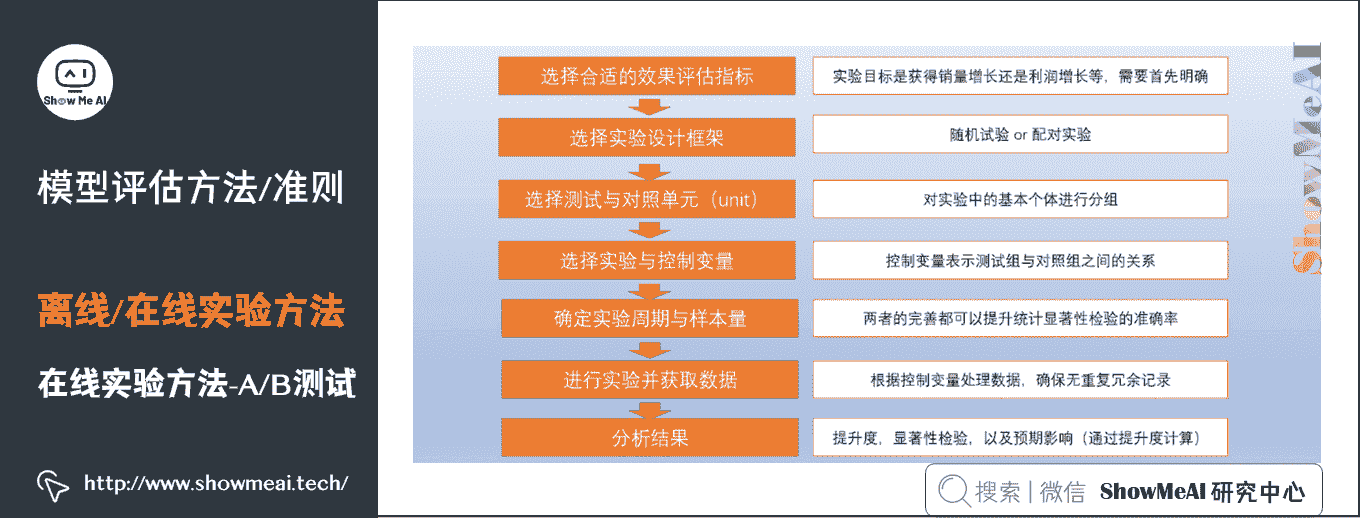 AI
Show Me AI
模型评估方法/准则
离线/在线实验方法
在线实验方法-A/B测试
http://www.showmeai.tech/
选择合适的效果评估指标
实验目标是获得销量增长还是利润增长等，需要首先明确
选择实验设计框架
随机试验 or 配对实验
选择测试与对照单元（unit）
对实验中的基本个体进行分组
选择实验与控制变量
控制变量表示测试组与对照组之间的关系
确定实验周期与样本量
两者的完善都可以提升统计显著性检验的准确率
进行实验并获取数据
根据控制变量处理数据，确保无重复冗余记录
分析结果
提升度，显著性检验，以及预期影响（通过提升度计算）
ShowMeAI
搜索 | 微信 ShowMeAI 研究中心